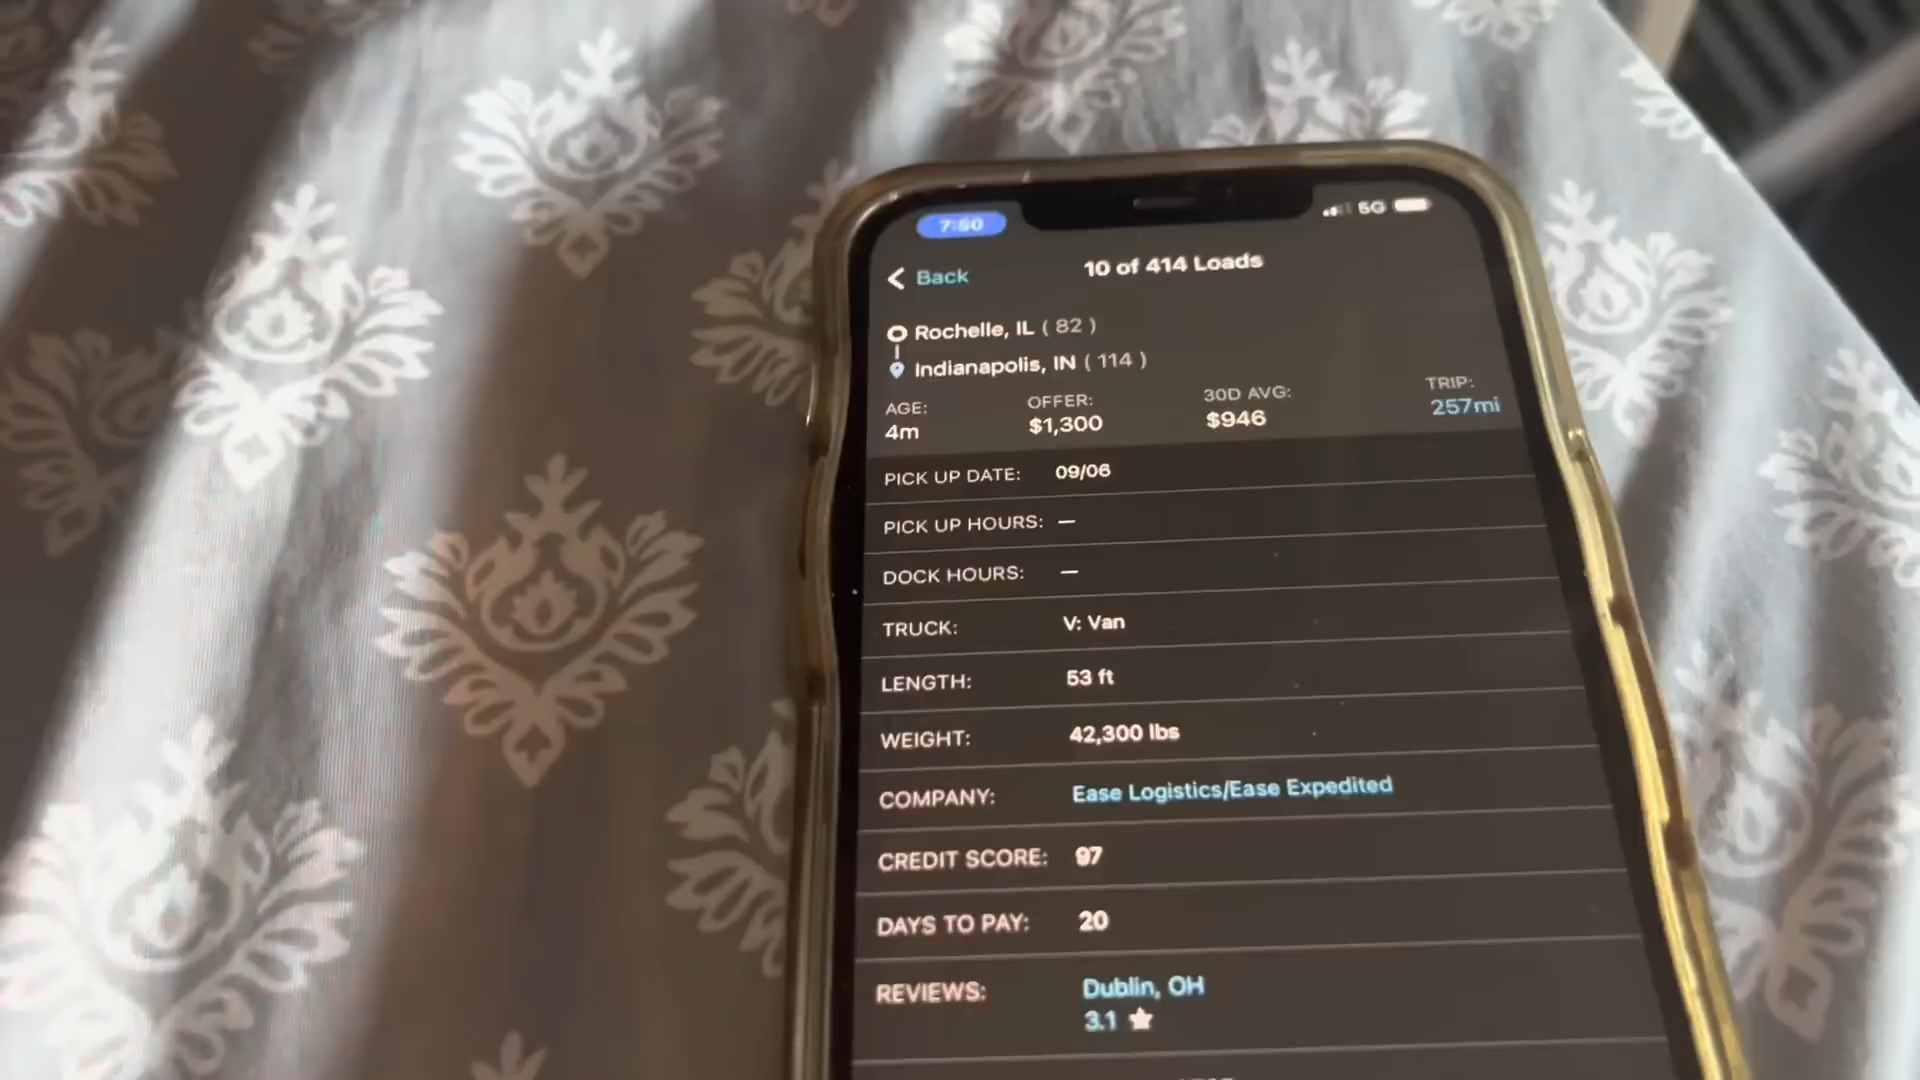 7:50
5G
Back
10 of 414 Loads
Rochelle, IL ( 82 )
Indianapolis, IN ( 114 )
AGE: OFFER: 30D AVG: TRIP:
4m $1,300 $946 257mi
PICK UP DATE: 09/06
PICK UP HOURS: —
DOCK HOURS: —
TRUCK: V: Van
LENGTH: 53 ft
WEIGHT: 42,300 lbs
COMPANY: Ease Logistics/Ease Expedited
CREDIT SCORE: 97
DAYS TO PAY: 20
REVIEWS: Dublin, OH
3.1 ★